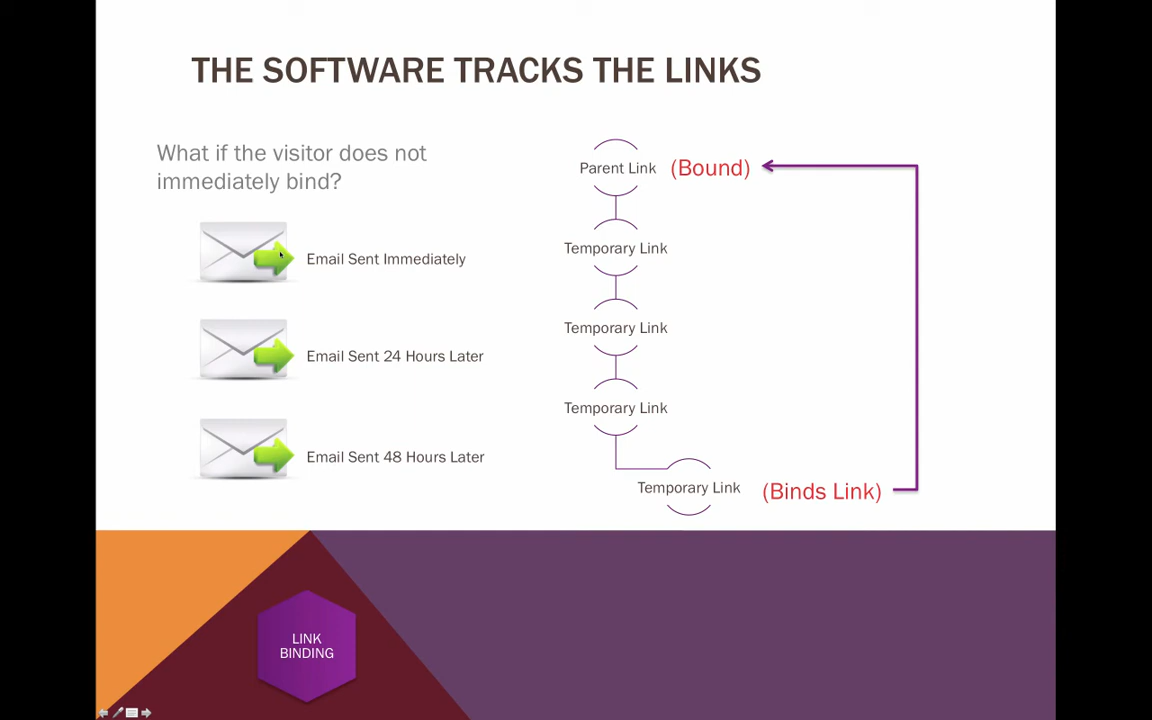 THE SOFTWARE TRACKS THE LINKS
What if the visitor does not
immediately bind?
Email Sent Immediately
Email Sent 24 Hours Later
Email Sent 48 Hours Later
Parent Link (Bound)
Temporary Link
Temporary Link
Temporary Link
Temporary Link (Binds Link)
LINK
BINDING